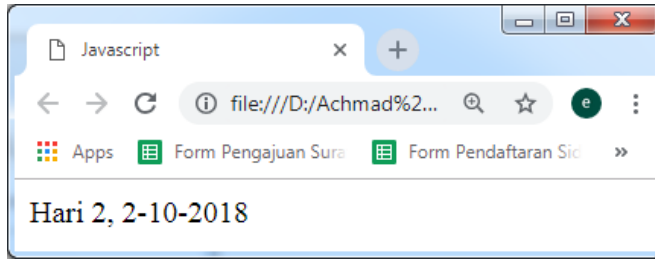 Javascript
file:///D:/Achmad%2...
e
Apps Form Pengajuan Sura Form Pendaftaran Sid
Hari 2, 2-10-2018